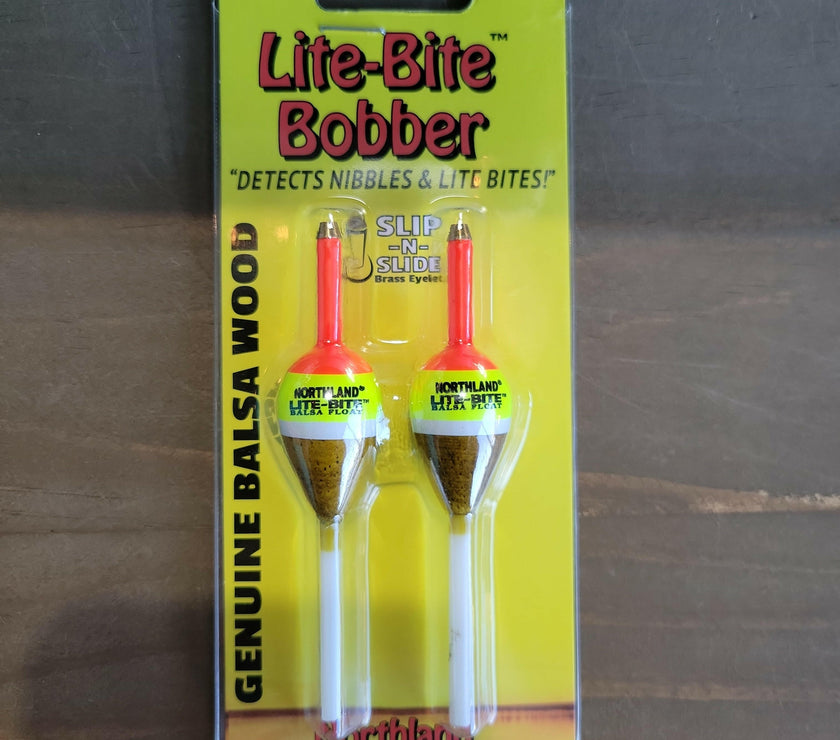 Lite-Bite™
Bobber
"DETECTS NIBBLES & LITE BITES!"
SLIP
-N-
SLIDE
Brass Eyelet
GENUINE BALSA WOOD
NORTHLAND®
LITE-BITE™
BALSA FLOAT
NORTHLAND®
LITE-BITE™
BALSA FLOAT
Northland